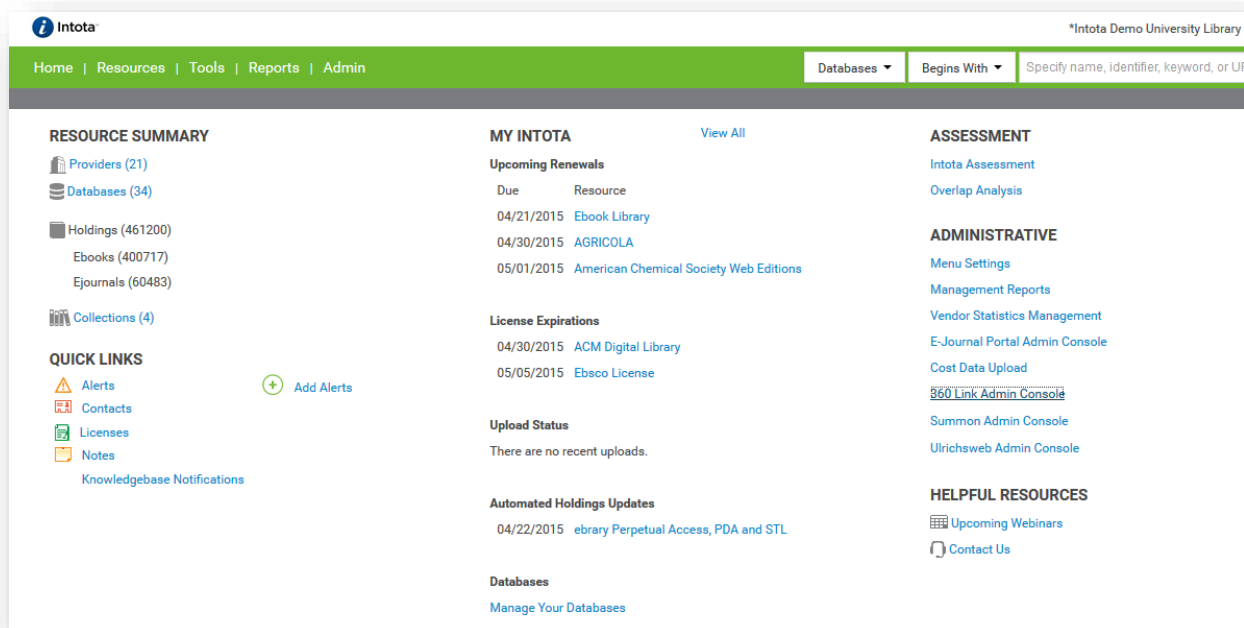 Intota
*Intota Demo University Library
Home | Resources | Tools | Reports | Admin
Databases
Begins With
Specify name, identifier, keyword, or
RESOURCE SUMMARY
Providers (21)
Databases (34)
Holdings (461200)
Ebooks (400717)
Ejournals (60483)
Collections (4)
QUICK LINKS
Alerts
Add Alerts
Contacts
Licenses
Notes
Knowledgebase Notifications
MY INTOTA
View All
Upcoming Renewals
Due Resource
04/21/2015 Ebook Library
04/30/2015 AGRICOLA
05/01/2015 American Chemical Society Web Editions
License Expirations
04/30/2015 ACM Digital Library
05/05/2015 Ebsco License
Upload Status
There are no recent uploads.
Automated Holdings Updates
04/22/2015 ebrary Perpetual Access, PDA and STL
Databases
Manage Your Databases
ASSESSMENT
Intota Assessment
Overlap Analysis
ADMINISTRATIVE
Menu Settings
Management Reports
Vendor Statistics Management
E-Journal Portal Admin Console
Cost Data Upload
360 Link Admin Console
Summon Admin Console
Ulrichsweb Admin Console
HELPFUL RESOURCES
Upcoming Webinars
Contact Us